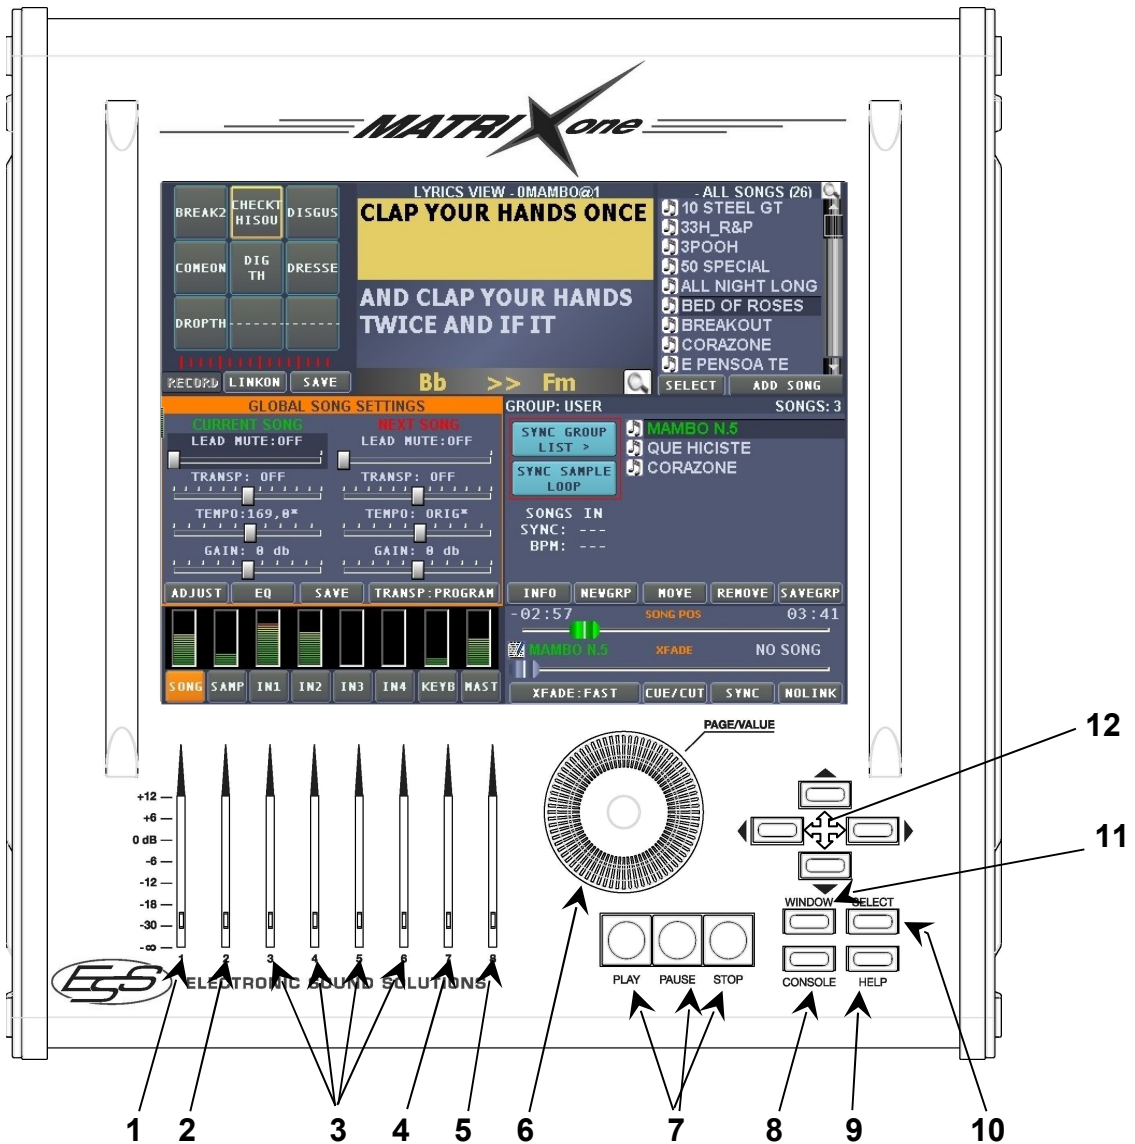 MATRIX one
BREAK2 CHECKT HISOU DISGUS
COMEON DIG TH DRESSE
DROPTH -------- --------
RECORD LINKON SAVE
LYRICS VIEW - 0MAMBO@1
CLAP YOUR HANDS ONCE
AND CLAP YOUR HANDS
TWICE AND IF IT
Bb >> Fm
- ALL SONGS (26)
10 STEEL GT
33H_R&P
3POOH
50 SPECIAL
ALL NIGHT LONG
BED OF ROSES
BREAKOUT
CORAZONE
E PENSOA TE
SELECT ADD SONG
GLOBAL SONG SETTINGS
CURRENT SONG NEXT SONG
LEAD MUTE:OFF LEAD MUTE:OFF
TRANSP: OFF TRANSP: OFF
TEMPO:169,0* TEMPO: ORIG*
GAIN: 0 db GAIN: 0 db
ADJUST EQ SAVE TRANSP:PROGRAM
GROUP: USER SONGS: 3
SYNC GROUP
LIST >
SYNC SAMPLE
LOOP
SONGS IN
SYNC: ---
BPM: ---
MAMBO N.5
QUE HICISTE
CORAZONE
INFO NEWGRP MOVE REMOVE SAVEGRP
-02:57 SONG POS 03:41
MAMBO N.5 XFADE NO SONG
XFADE:FAST CUE/CUT SYNC NOLINK
SONG SAMP IN1 IN2 IN3 IN4 KEYB MAST
PAGE/VALUE
12
11
+12
+6
0 dB
-6
-12
-18
-30
-∞
1 2 3 4 5 6 7 8
ESS ELECTRONIC SOUND SOLUTIONS
WINDOW SELECT
CONSOLE HELP
PLAY PAUSE STOP
1 2 3 4 5 6 7 8 9 10